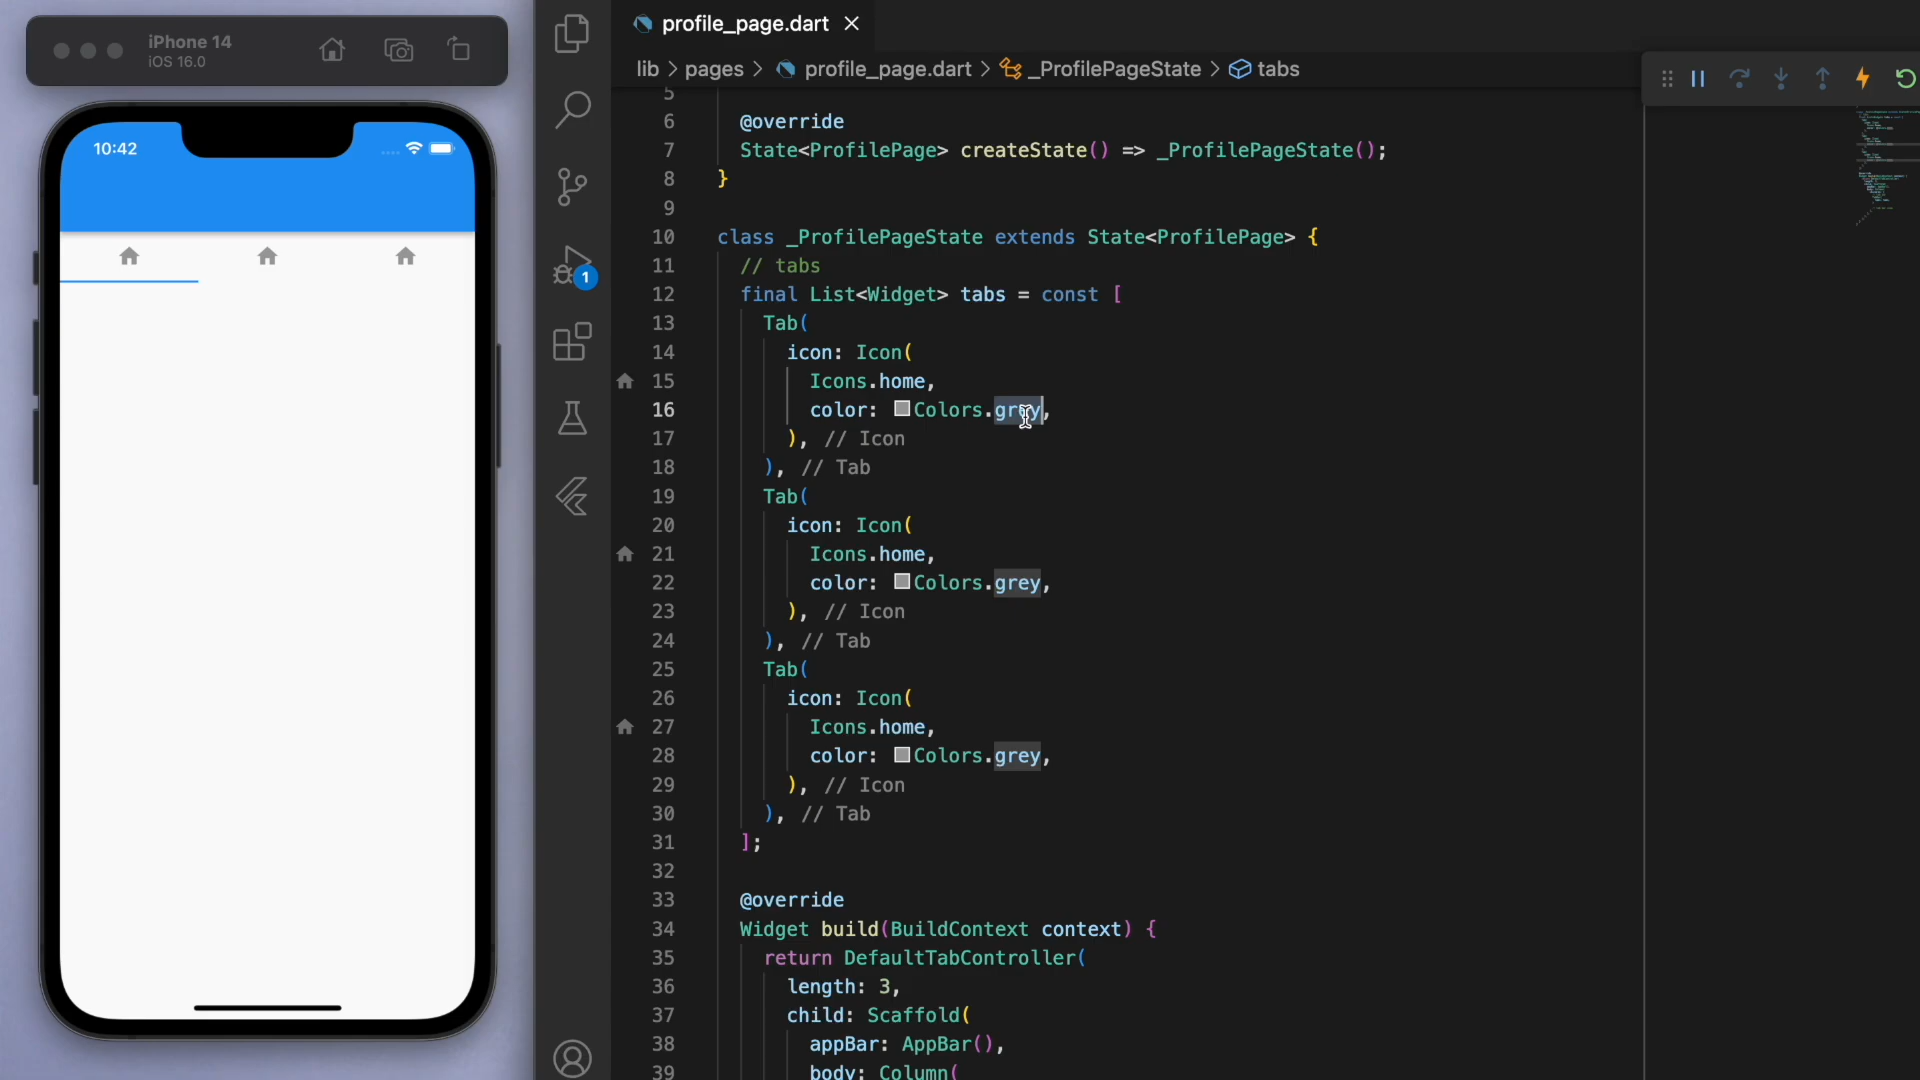 iPhone 14
iOS 16.0
10:42
1
profile_page.dart
lib > pages > profile_page.dart > _ProfilePageState > tabs
5
6 @override
7 State<ProfilePage> createState() => _ProfilePageState();
8 }
9
10 class _ProfilePageState extends State<ProfilePage> {
11 // tabs
12 final List<Widget> tabs = const [
13 Tab(
14 icon: Icon(
15 Icons.home,
16 color: Colors.grey,
17 ), // Icon
18 ), // Tab
19 Tab(
20 icon: Icon(
21 Icons.home,
22 color: Colors.grey,
23 ), // Icon
24 ), // Tab
25 Tab(
26 icon: Icon(
27 Icons.home,
28 color: Colors.grey,
29 ), // Icon
30 ), // Tab
31 ];
32
33 @override
34 Widget build(BuildContext context) {
35 return DefaultTabController(
36 length: 3,
37 child: Scaffold(
38 appBar: AppBar(),
39 body: Column(